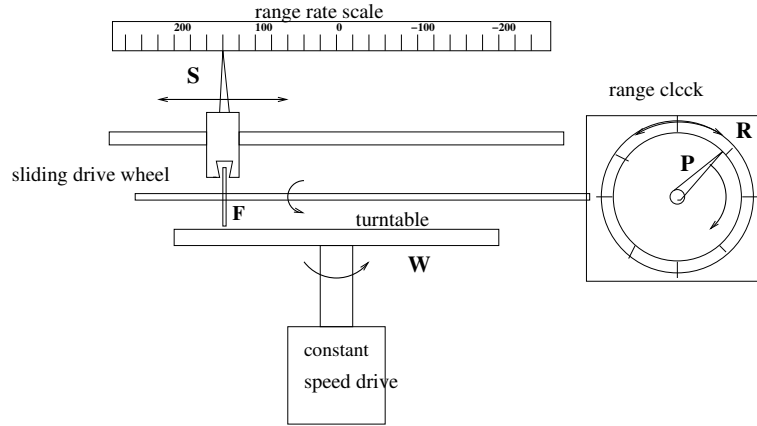 range rate scale
200 100 0 −100 −200
S
range clcck
R
P
sliding drive wheel
F
turntable
W
constant
speed drive